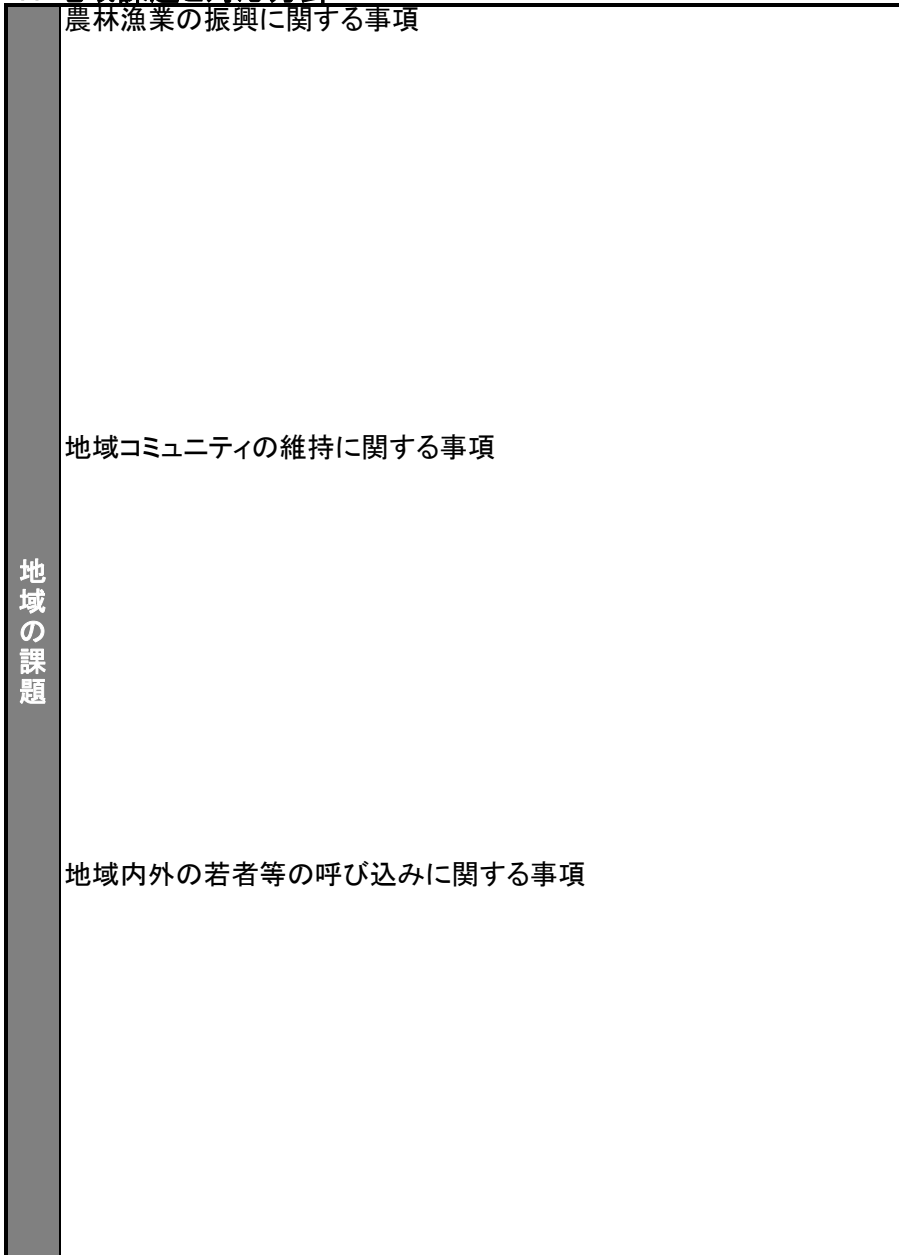 農林漁業の振興に関する事項
地域コミュニティの維持に関する事項
地域の課題
地域内外の若者等の呼び込みに関する事項